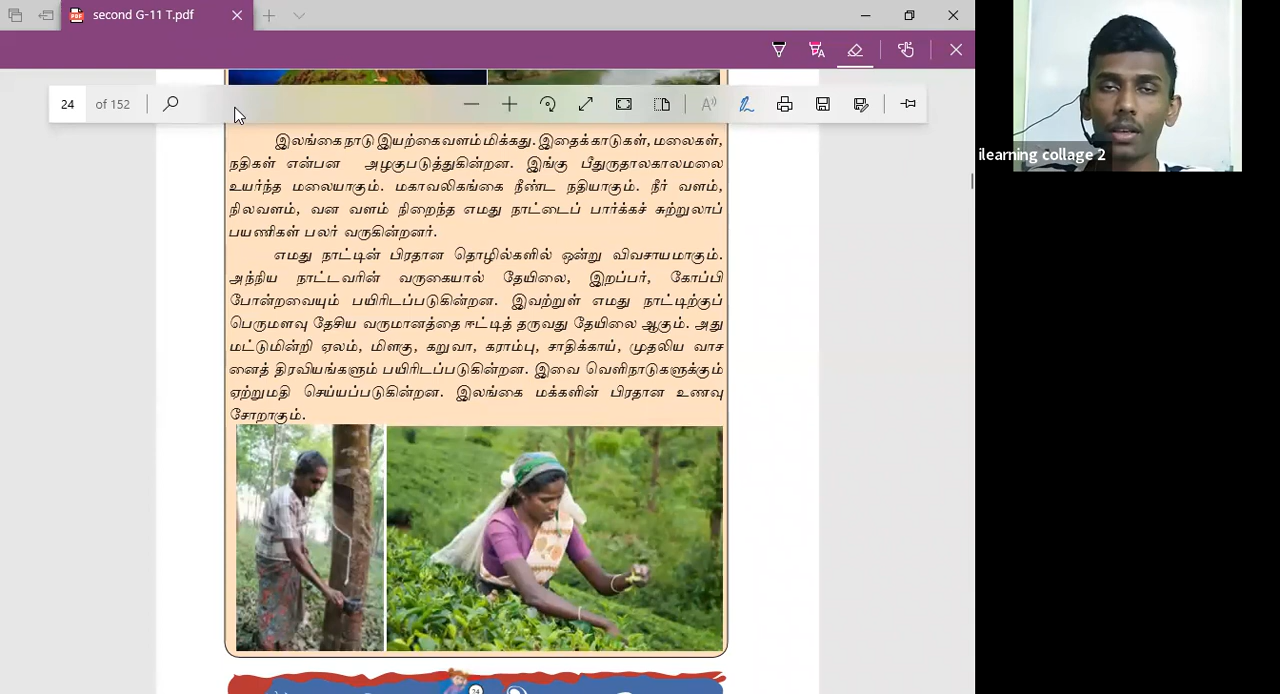 second G-11 T.pdf
24 of 152
ilearning collage 2
இலங்கை நாடு இயற்கை வளம் மிக்கது. இதைக் காடுகள், மலைகள்,
நதிகள் என்பன அழகுபடுத்துகின்றன. இங்கு பீதுருதாலகாலமலை
உயர்ந்த மலையாகும். மகாவலிகங்கை நீண்ட நதியாகும். நீர் வளம்,
நிலவளம், வன வளம் நிறைந்த எமது நாட்டைப் பார்க்கச் சுற்றுலாப்
பயணிகள் பலர் வருகின்றனர்.
எமது நாட்டின் பிரதான தொழில்களில் ஒன்று விவசாயமாகும்.
அந்நிய நாட்டவரின் வருகையால் தேயிலை, இறப்பர், கோப்பி
போன்றவையும் பயிரிடப்படுகின்றன. இவற்றுள் எமது நாட்டிற்குப்
பெருமளவு தேசிய வருமானத்தை ஈட்டித் தருவது தேயிலை ஆகும். அது
மட்டுமின்றி ஏலம், மிளகு, கறுவா, கராம்பு, சாதிக்காய், முதலிய வாச
னைத் திரவியங்களும் பயிரிடப்படுகின்றன. இவை வெளிநாடுகளுக்கும்
ஏற்றுமதி செய்யப்படுகின்றன. இலங்கை மக்களின் பிரதான உணவு
சோறாகும்.
24